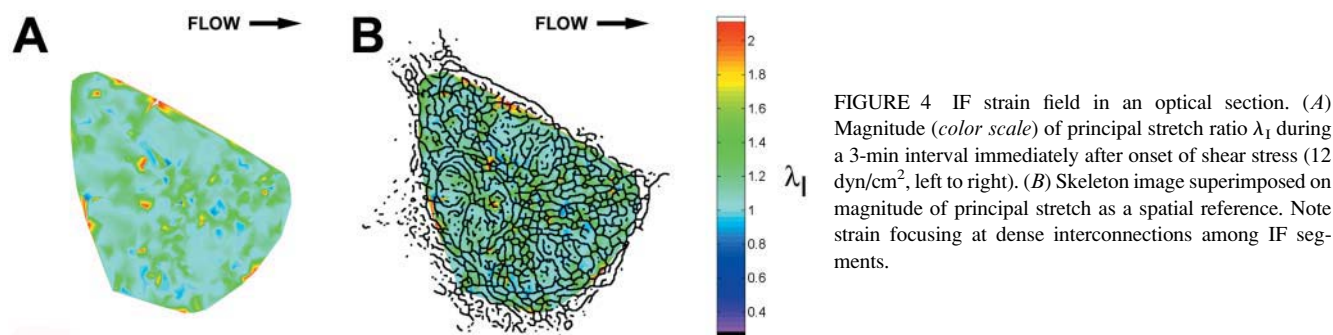 A
FLOW
B
FLOW
2
1.8
1.6
1.4
1.2
1
0.8
0.6
0.4
λI
FIGURE 4 IF strain field in an optical section. (A)
Magnitude (color scale) of principal stretch ratio λI during
a 3-min interval immediately after onset of shear stress (12
dyn/cm², left to right). (B) Skeleton image superimposed on
magnitude of principal stretch as a spatial reference. Note
strain focusing at dense interconnections among IF seg-
ments.